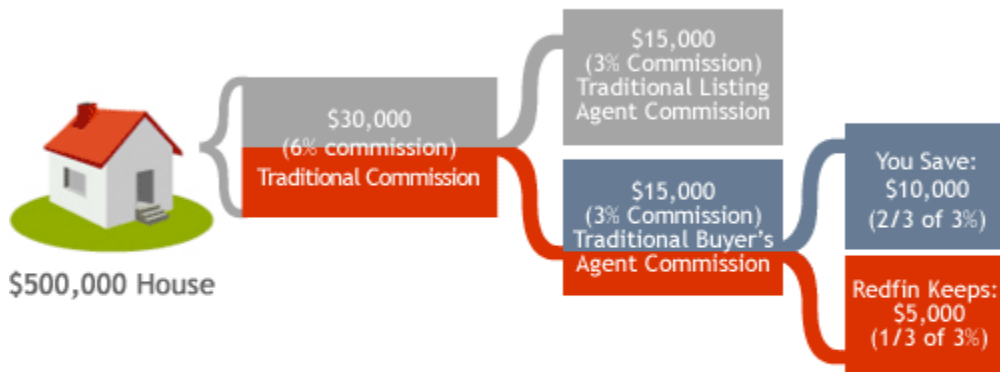 $500,000 House
$30,000
(6% commission)
Traditional Commission
$15,000
(3% Commission)
Traditional Listing
Agent Commission
$15,000
(3% Commission)
Traditional Buyer's
Agent Commission
You Save:
$10,000
(2/3 of 3%)
Redfin Keeps:
$5,000
(1/3 of 3%)